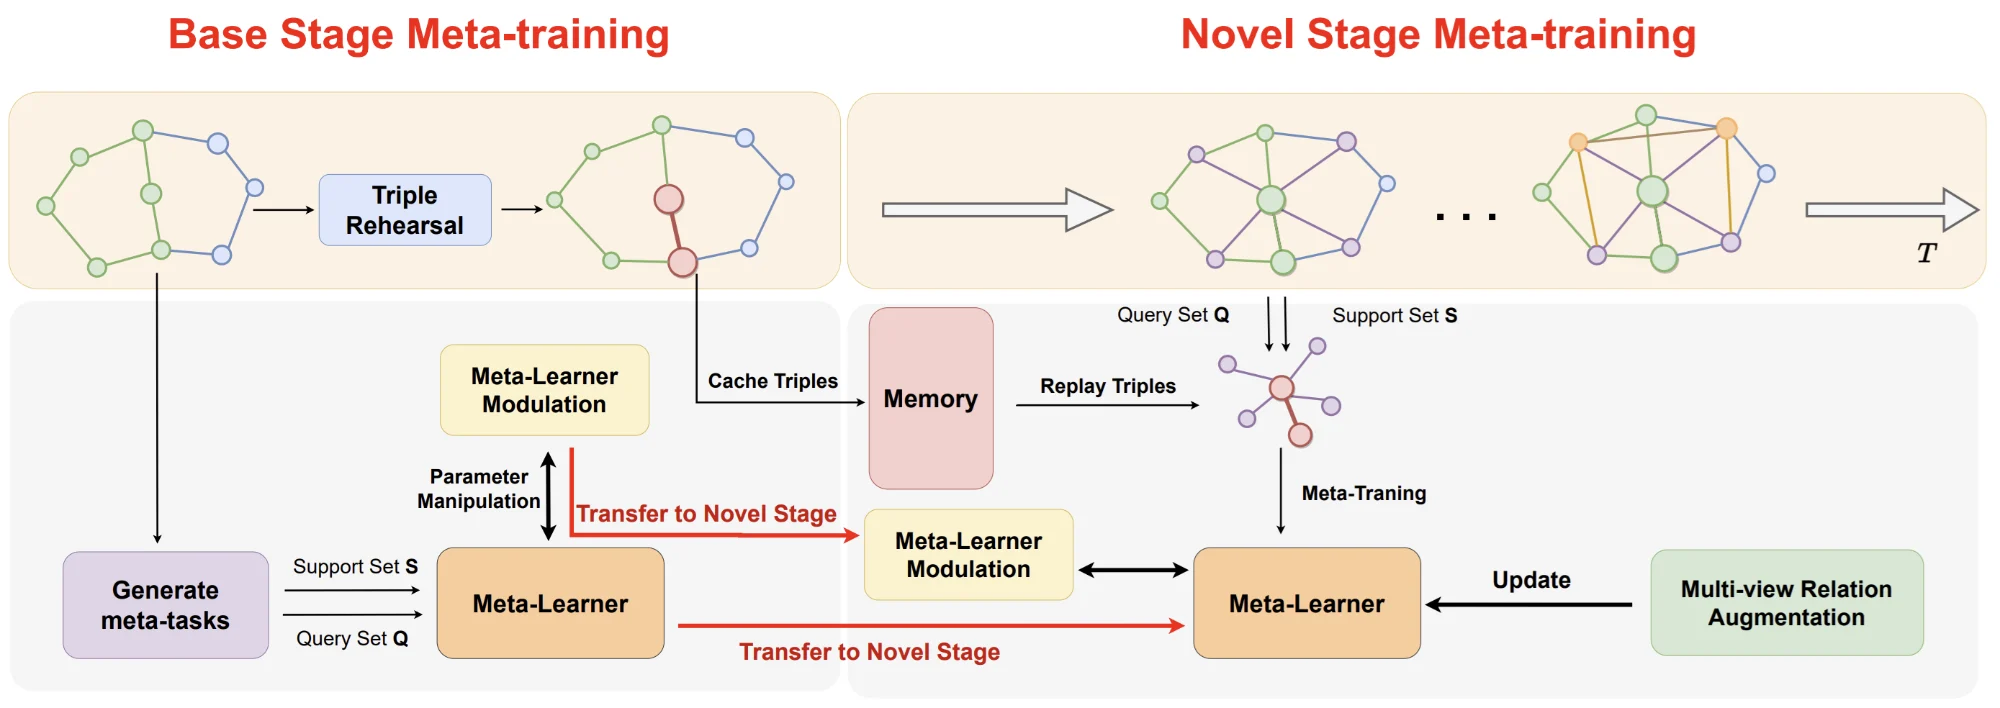 Base Stage Meta-training
Novel Stage Meta-training
Triple
Rehearsal
. . .
T
Query Set Q
Support Set S
Meta-Learner
Modulation
Cache Triples
Memory
Replay Triples
Parameter
Manipulation
Transfer to Novel Stage
Meta-Traning
Meta-Learner
Modulation
Generate
meta-tasks
Support Set S
Query Set Q
Meta-Learner
Transfer to Novel Stage
Meta-Learner
Update
Multi-view Relation
Augmentation